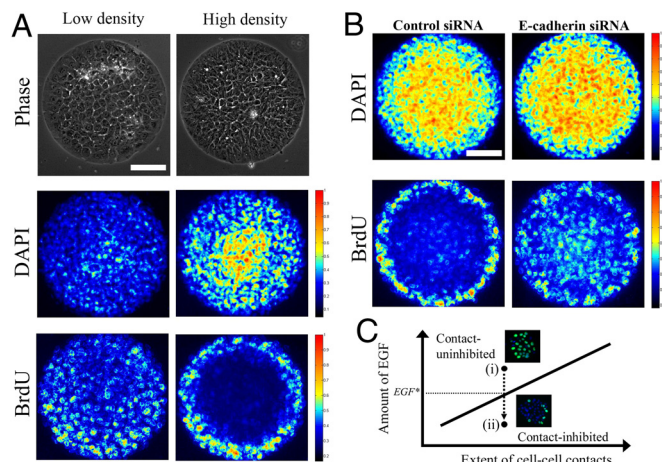 A
Low density
High density
Phase
DAPI
BrdU
B
Control siRNA
E-cadherin siRNA
DAPI
BrdU
C
Amount of EGF
EGF*
Contact-
uninhibited
(i)
(ii)
Contact-inhibited
Extent of cell-cell contacts